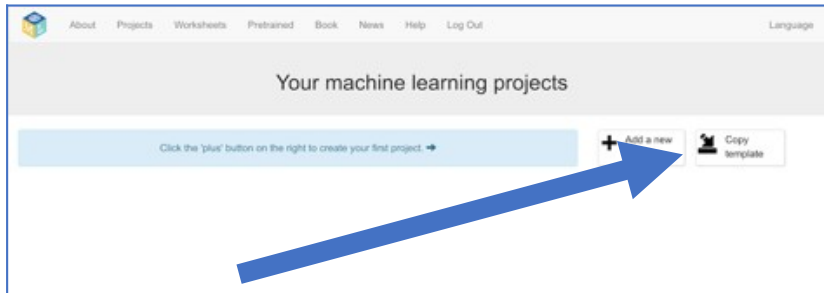 About Projects Worksheets Pretrained Book News Help Log Out Language
Your machine learning projects
Click the 'plus' button on the right to create your first project. ➔
Add a new
Copy
template